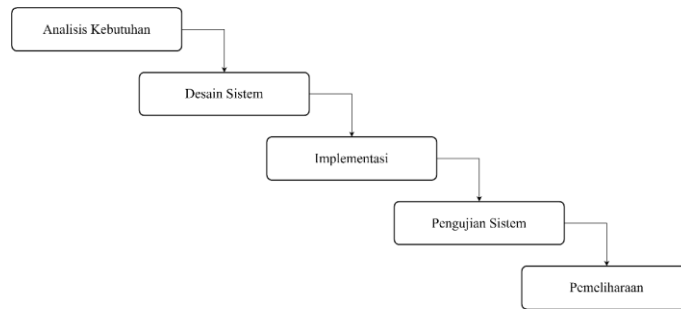 Analisis Kebutuhan
Desain Sistem
Implementasi
Pengujian Sistem
Pemeliharaan